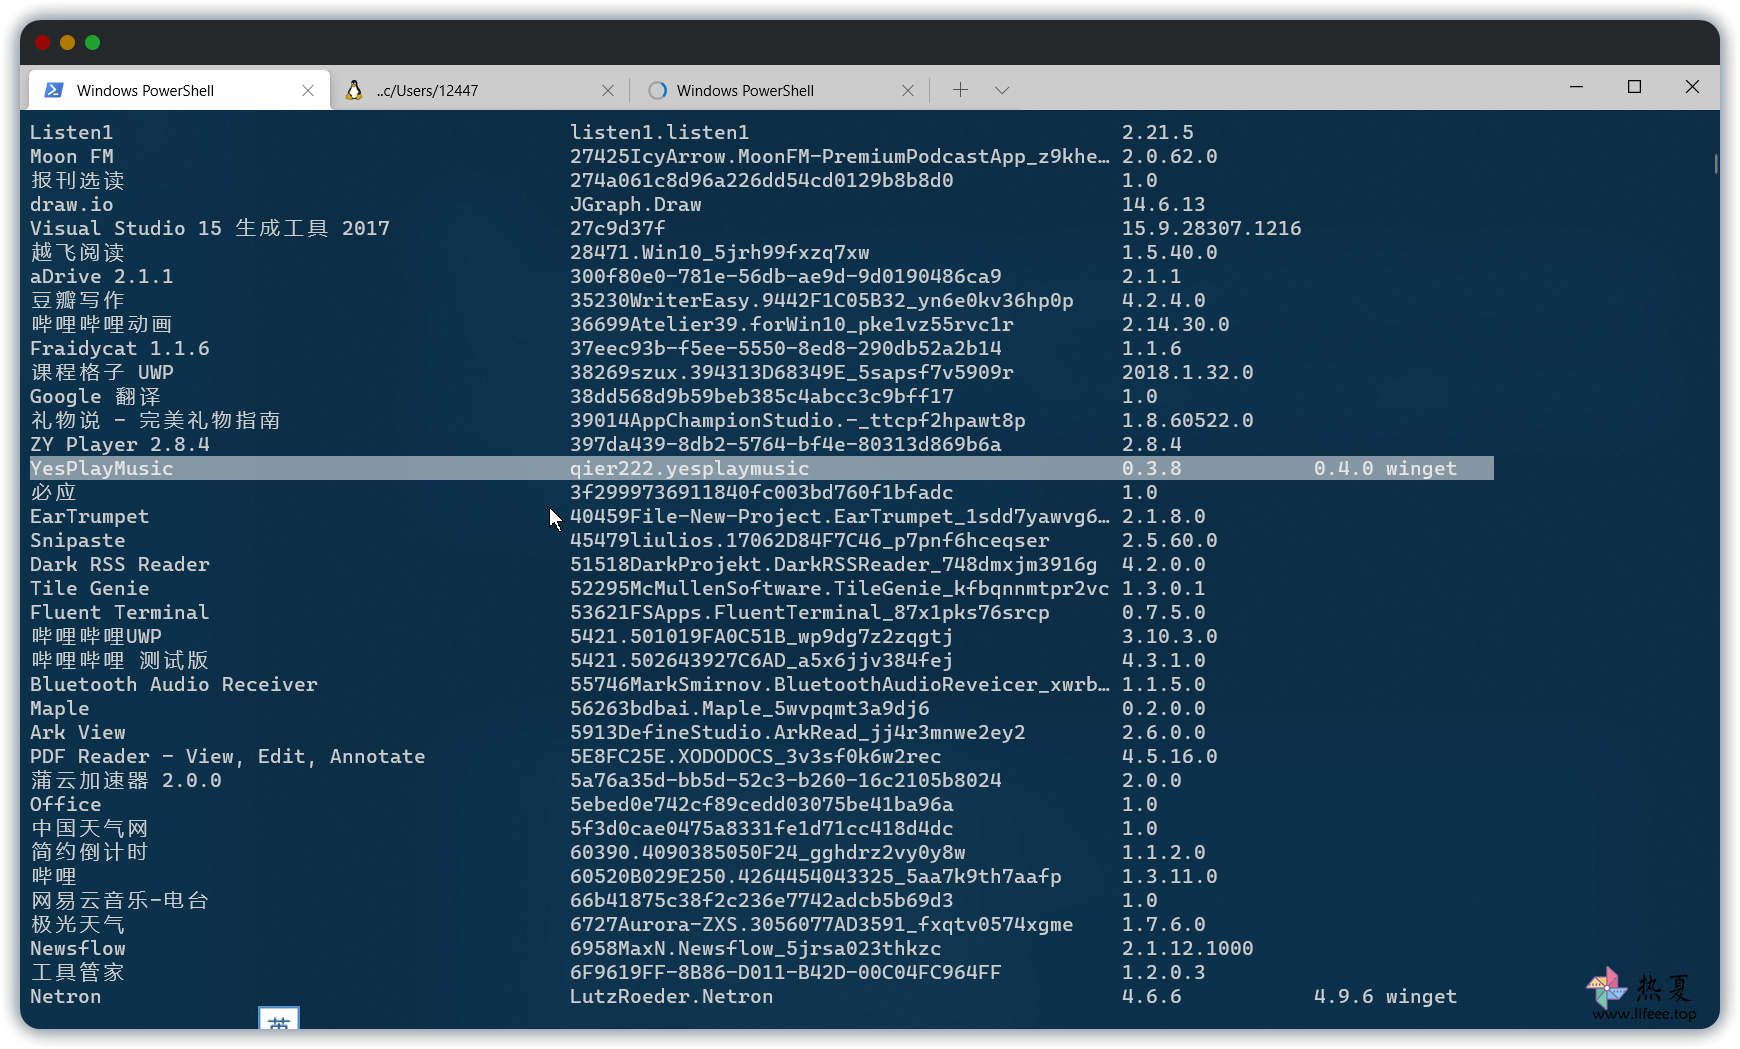 Windows PowerShell ..c/Users/12447 Windows PowerShell
Listen1 listen1.listen1 2.21.5
Moon FM 27425IcyArrow.MoonFM-PremiumPodcastApp_z9khe… 2.0.62.0
报刊选读 274a061c8d96a226dd54cd0129b8b8d0 1.0
draw.io JGraph.Draw 14.6.13
Visual Studio 15 生成工具 2017 27c9d37f 15.9.28307.1216
越飞阅读 28471.Win10_5jrh99fxzq7xw 1.5.40.0
aDrive 2.1.1 300f80e0-781e-56db-ae9d-9d0190486ca9 2.1.1
豆瓣写作 35230WriterEasy.9442F1C05B32_yn6e0kv36hp0p 4.2.4.0
哔哩哔哩动画 36699Atelier39.forWin10_pke1vz55rvc1r 2.14.30.0
Fraidycat 1.1.6 37eec93b-f5ee-5550-8ed8-290db52a2b14 1.1.6
课程格子 UWP 38269szux.394313D68349E_5sapsf7v5909r 2018.1.32.0
Google 翻译 38dd568d9b59beb385c4abcc3c9bff17 1.0
礼物说 - 完美礼物指南 39014AppChampionStudio.-_ttcpf2hpawt8p 1.8.60522.0
ZY Player 2.8.4 397da439-8db2-5764-bf4e-80313d869b6a 2.8.4
YesPlayMusic qier222.yesplaymusic 0.3.8 0.4.0 winget
必应 3f2999736911840fc003bd760f1bfadc 1.0
EarTrumpet 40459File-New-Project.EarTrumpet_1sdd7yawvg6… 2.1.8.0
Snipaste 45479liulios.17062D84F7C46_p7pnf6hceqser 2.5.60.0
Dark RSS Reader 51518DarkProjekt.DarkRSSReader_748dmxjm3916g 4.2.0.0
Tile Genie 52295McMullenSoftware.TileGenie_kfbqnnmtpr2vc 1.3.0.1
Fluent Terminal 53621FSApps.FluentTerminal_87x1pks76srcp 0.7.5.0
哔哩哔哩UWP 5421.501019FA0C51B_wp9dg7z2zqgtj 3.10.3.0
哔哩哔哩 测试版 5421.502643927C6AD_a5x6jjv384fej 4.3.1.0
Bluetooth Audio Receiver 55746MarkSmirnov.BluetoothAudioReveicer_xwrb… 1.1.5.0
Maple 56263bdbai.Maple_5wvpqmt3a9dj6 0.2.0.0
Ark View 5913DefineStudio.ArkRead_jj4r3mnwe2ey2 2.6.0.0
PDF Reader - View, Edit, Annotate 5E8FC25E.XODODOCS_3v3sf0k6w2rec 4.5.16.0
蒲云加速器 2.0.0 5a76a35d-bb5d-52c3-b260-16c2105b8024 2.0.0
Office 5ebed0e742cf89cedd03075be41ba96a 1.0
中国天气网 5f3d0cae0475a8331fe1d71cc418d4dc 1.0
简约倒计时 60390.4090385050F24_gghdrz2vy0y8w 1.1.2.0
哔哩 60520B029E250.4264454043325_5aa7k9th7aafp 1.3.11.0
网易云音乐-电台 66b41875c38f2c236e7742adcb5b69d3 1.0
极光天气 6727Aurora-ZXS.3056077AD3591_fxqtv0574xgme 1.7.6.0
Newsflow 6958MaxN.Newsflow_5jrsa023thkzc 2.1.12.1000
工具管家 6F9619FF-8B86-D011-B42D-00C04FC964FF 1.2.0.3
Netron LutzRoeder.Netron 4.6.6 4.9.6 winget
英
热夏
www.lifeee.top